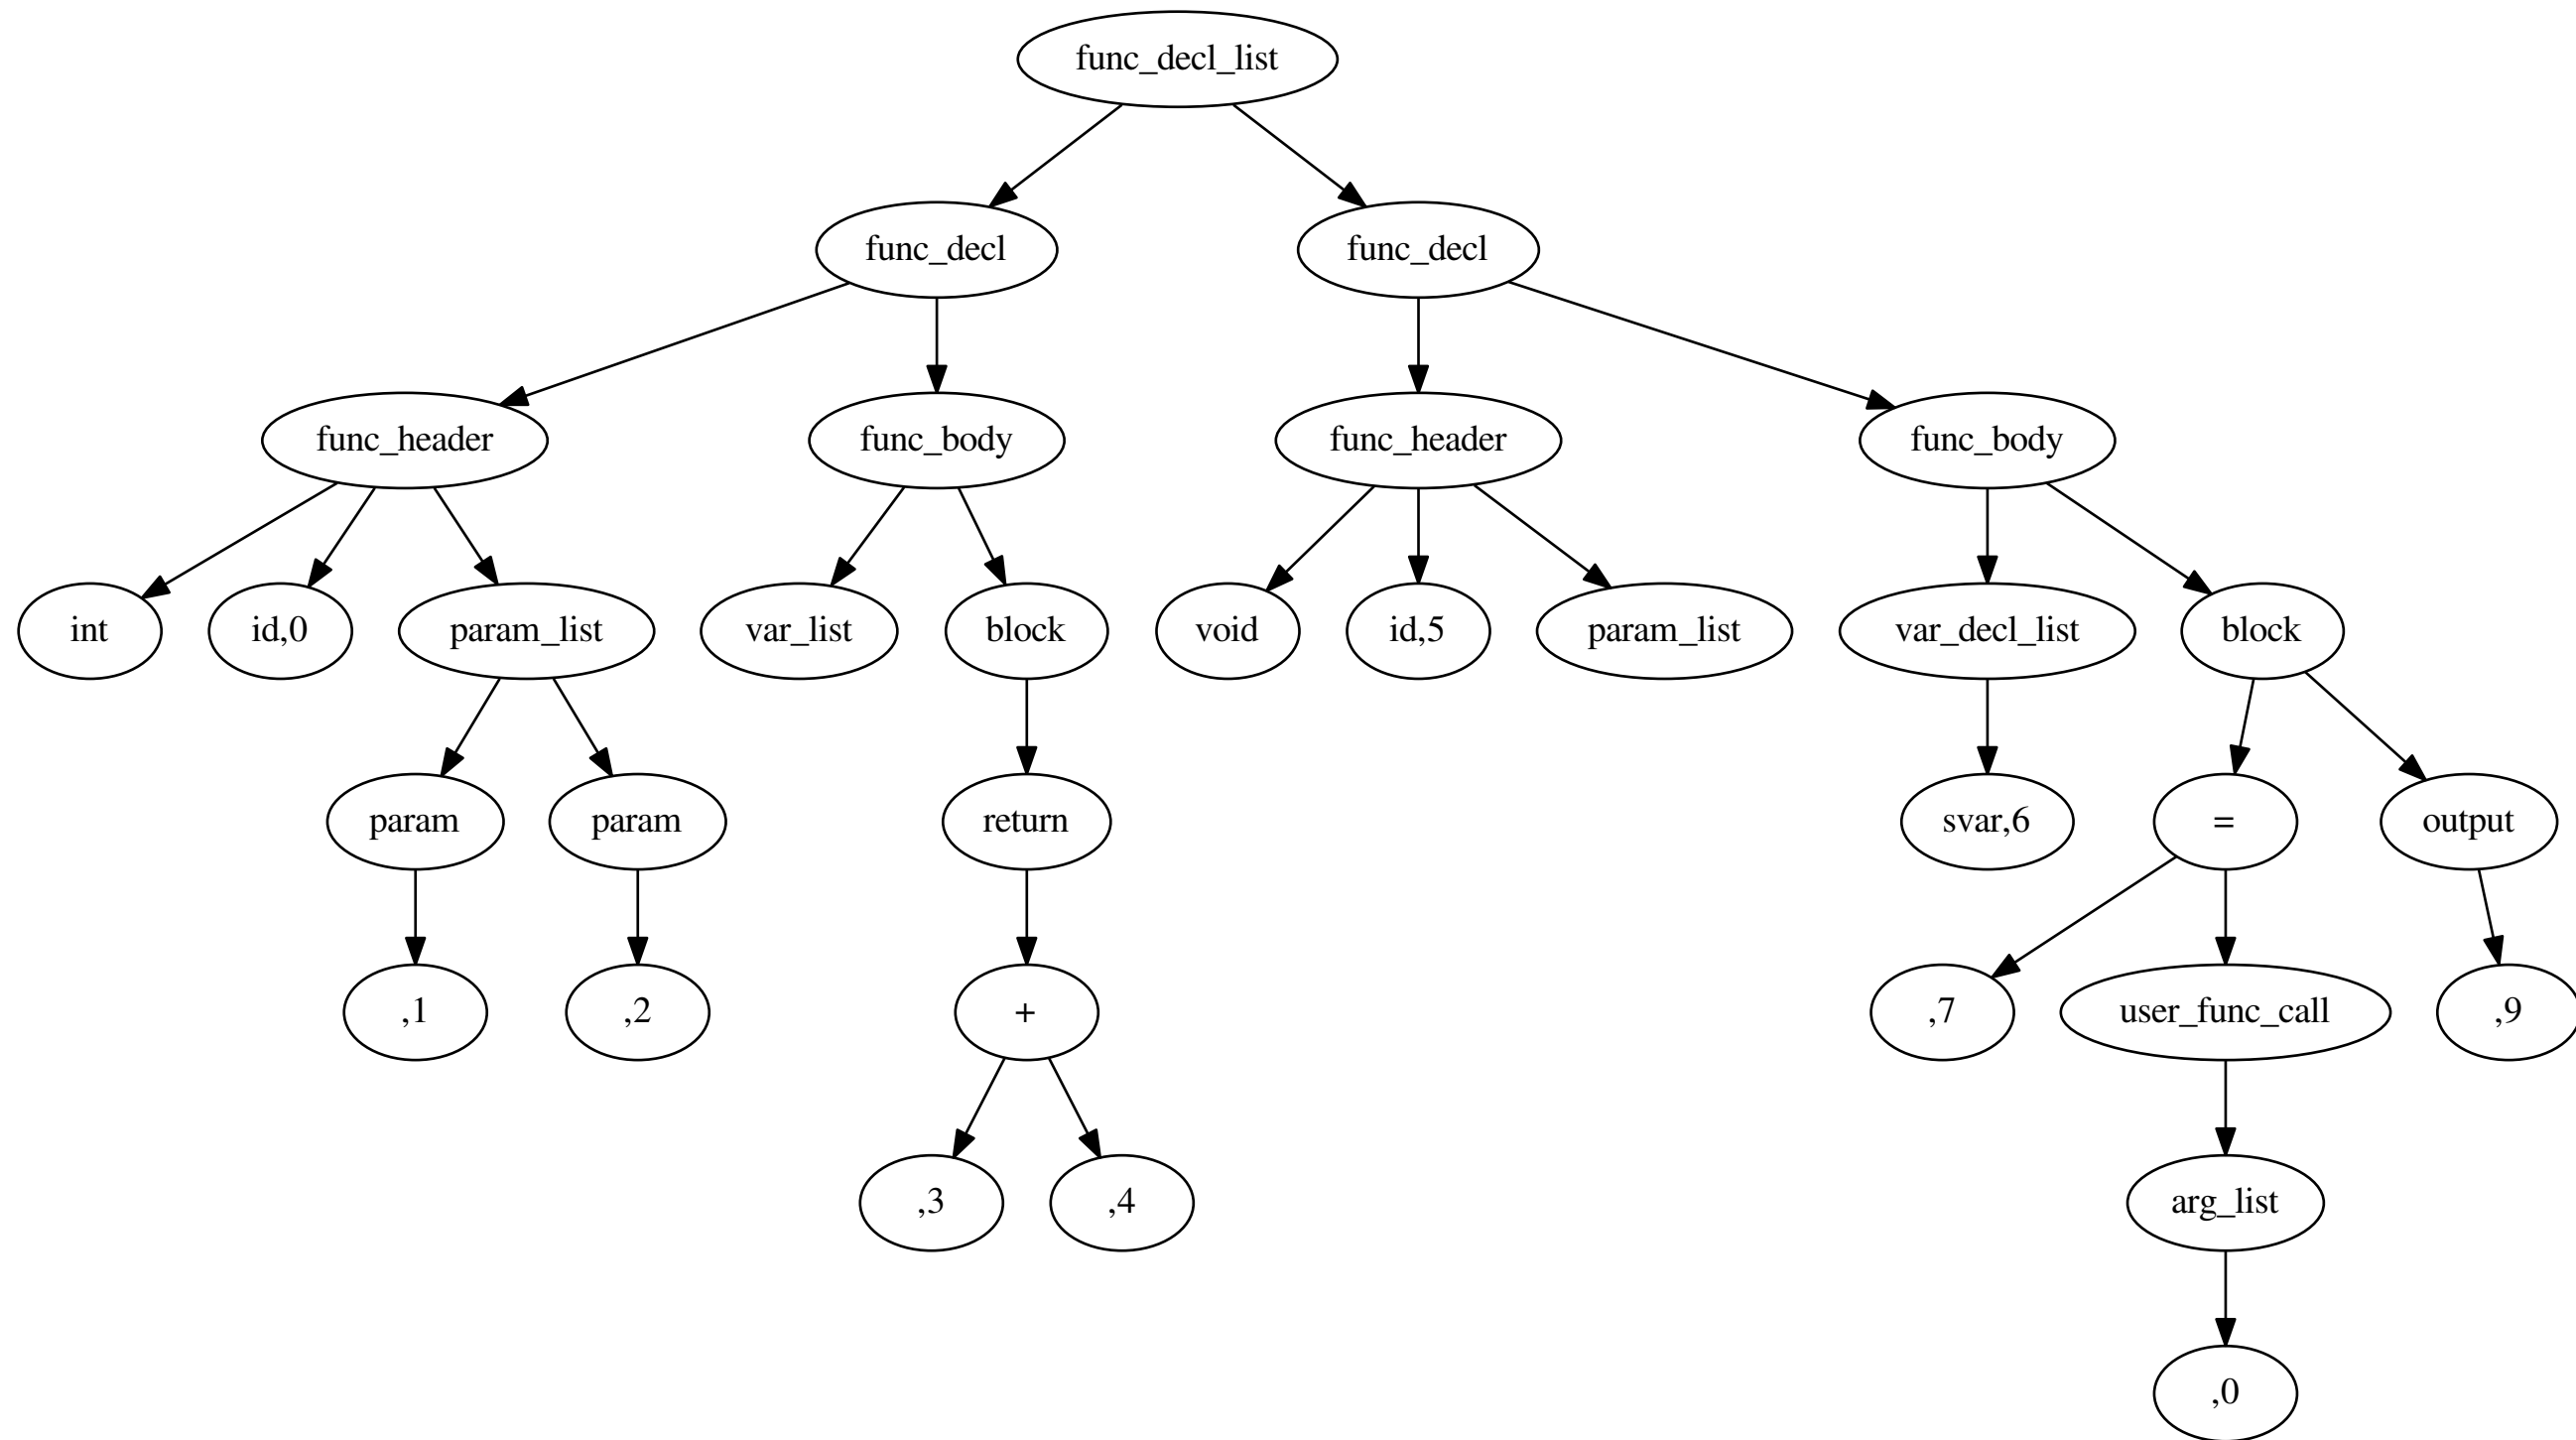 func_decl_list
func_decl
func_decl
func_header
func_body
func_header
func_body
int
id,0
param_list
var_list
block
void
id,5
param_list
var_decl_list
block
param
param
return
svar,6
=
output
,1
,2
+
,7
user_func_call
,9
,3
,4
arg_list
,0